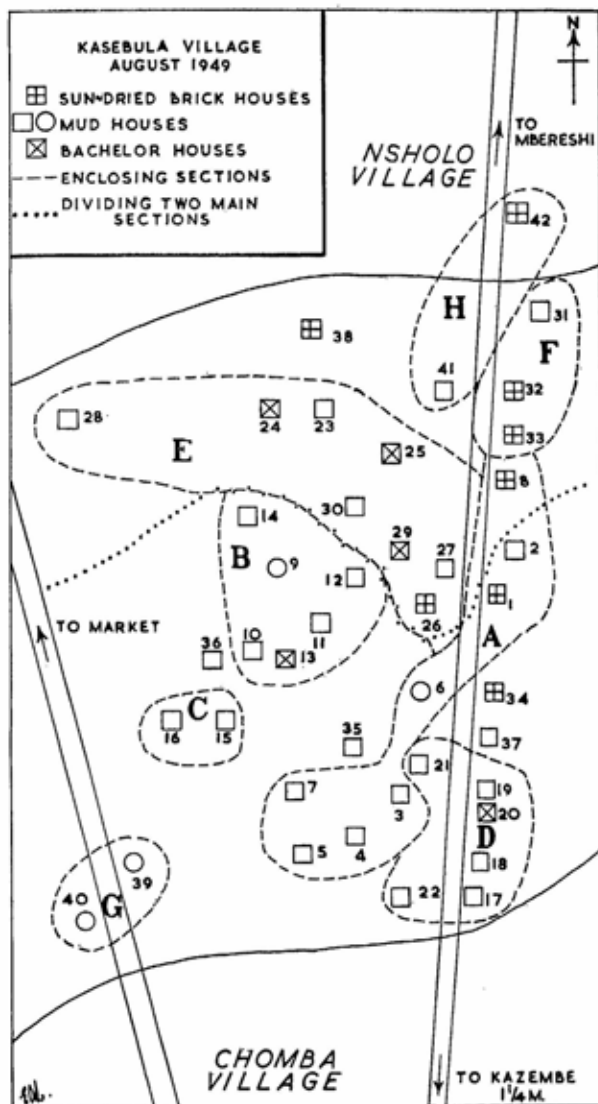 KASEBULA VILLAGE
AUGUST 1949
SUN-DRIED BRICK HOUSES
MUD HOUSES
BACHELOR HOUSES
ENCLOSING SECTIONS
DIVIDING TWO MAIN
SECTIONS
N
TO
MBERESHI
NSHOLO
VILLAGE
42
H
31
38
F
41
32
28
24
23
33
E
25
8
14
30
B
29
2
9
27
12
1
26
TO MARKET
11
A
10
36
13
6
34
C
16
15
35
37
21
7
19
3
20
D
5
4
18
39
22
17
40
G
CHOMBA
VILLAGE
TO KAZEMBE
1¼ M.